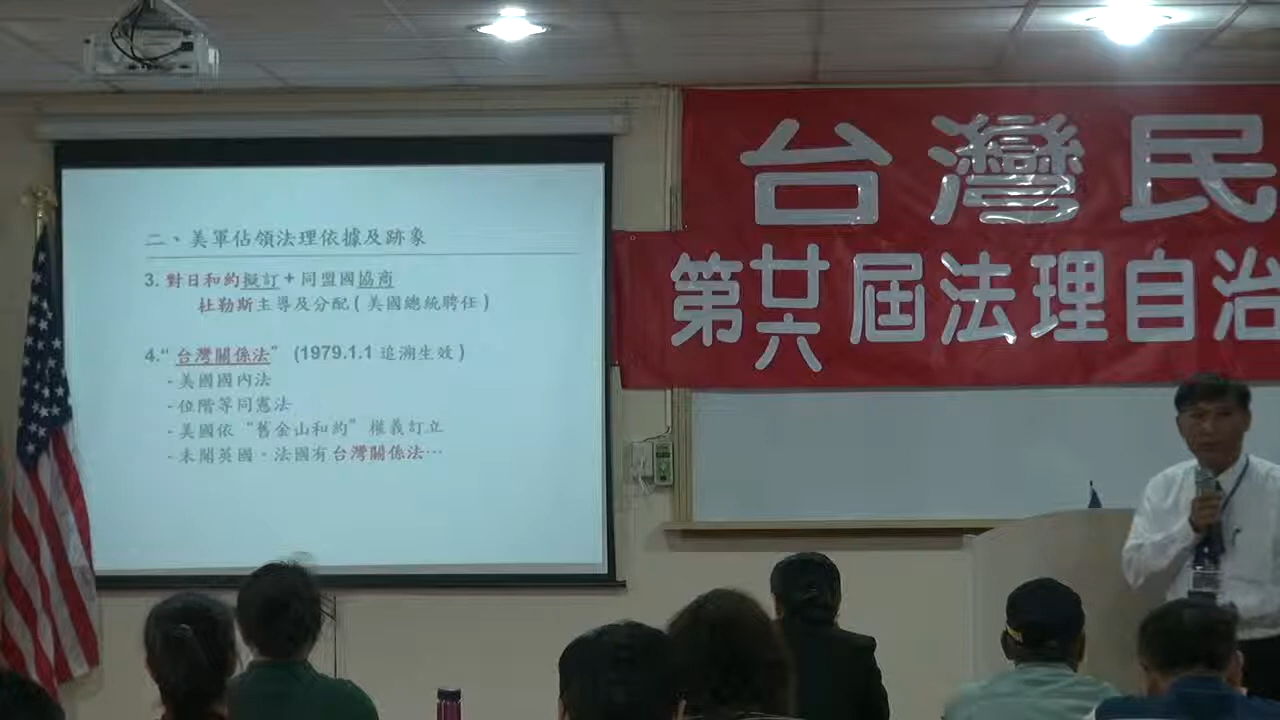 二、美軍佔領法理依據及跡象
3. 對日和約擬訂 + 同盟國協商
杜勒斯主導及分配 ( 美國總統聘任 )
4.“ 台灣關係法” (1979.1.1 追溯生效 )
- 美國國內法
- 位階等同憲法
- 美國依 “舊金山和約” 權義訂立
- 未聞英國、法國有台灣關係法…
台灣民
第廿六屆法理自治